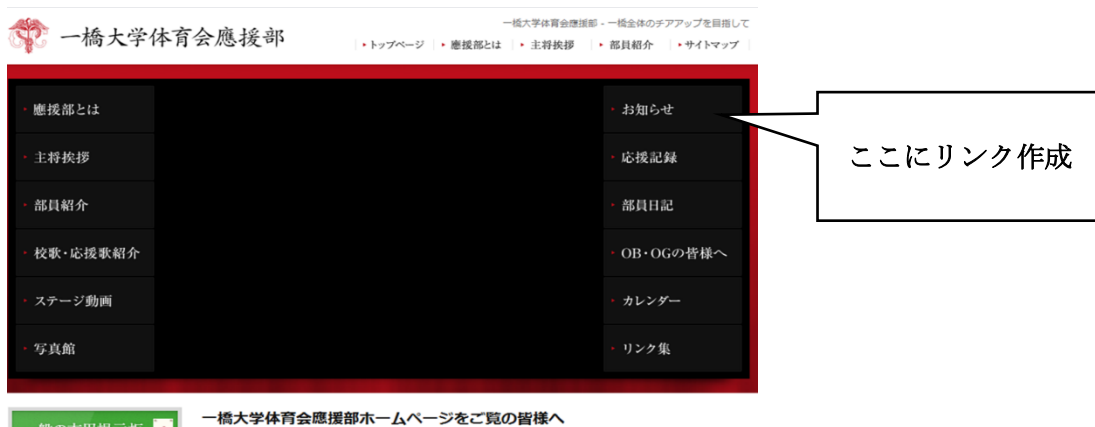 一橋大学体育会應援部
一橋大学体育会應援部 - 一橋全体のチアアップを目指して
トップページ
應援部とは
主将挨拶
部員紹介
サイトマップ
應援部とは
主将挨拶
部員紹介
校歌・応援歌紹介
ステージ動画
写真館
お知らせ
応援記録
部員日記
OB・OGの皆様へ
カレンダー
リンク集
ここにリンク作成
一橋大学体育会應援部ホームページをご覧の皆様へ